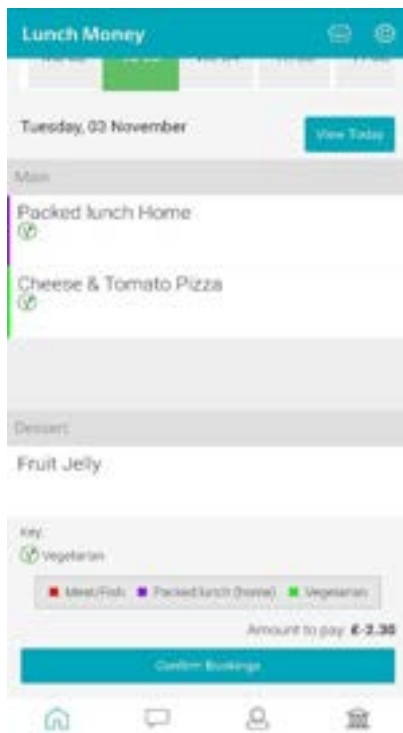 Lunch Money
Tuesday, 03 November
View Today
Main
Packed lunch Home
Cheese & Tomato Pizza
Dessert
Fruit Jelly
Key:
Vegetarian
Meat/Fish Packed lunch (home) Vegetarian
Amount to pay £-2.30
Confirm Bookings